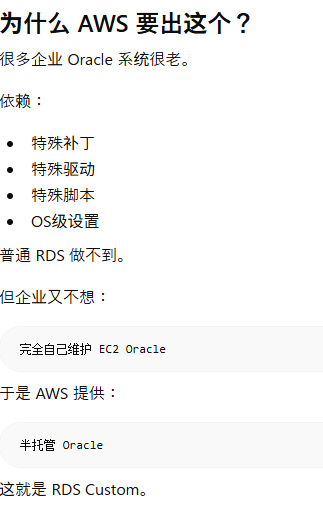 为什么 AWS 要出这个？
很多企业 Oracle 系统很老。
依赖：
特殊补丁
特殊驱动
特殊脚本
OS级设置
普通 RDS 做不到。
但企业又不想：
完全自己维护 EC2 Oracle
于是 AWS 提供：
半托管 Oracle
这就是 RDS Custom。